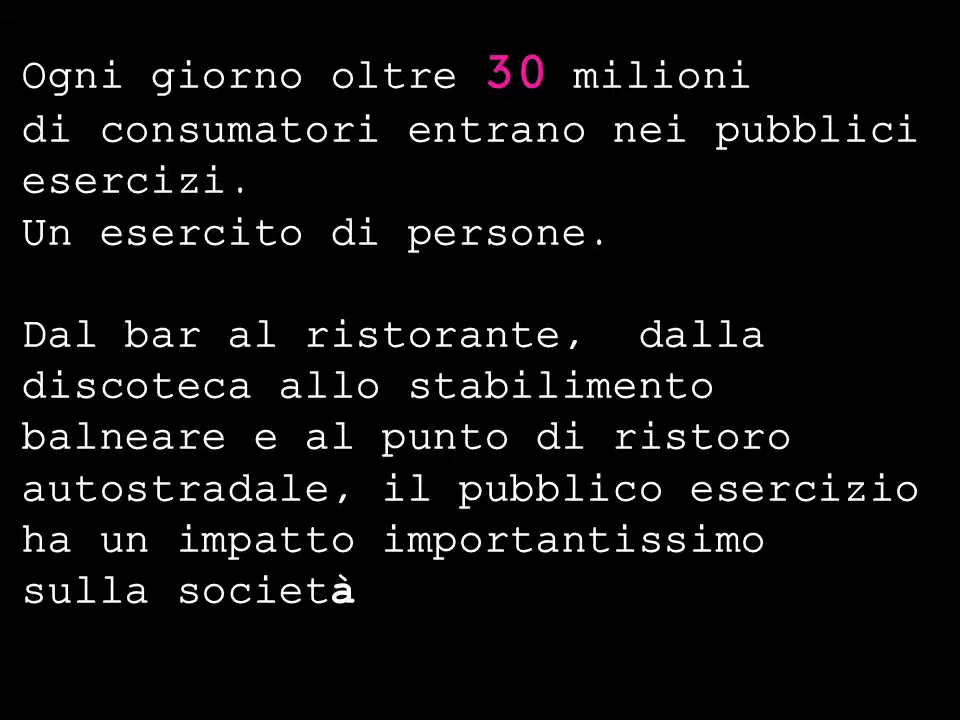 Ogni giorno oltre 30 milioni
di consumatori entrano nei pubblici
esercizi.
Un esercito di persone.
Dal bar al ristorante, dalla
discoteca allo stabilimento
balneare e al punto di ristoro
autostradale, il pubblico esercizio
ha un impatto importantissimo
sulla società